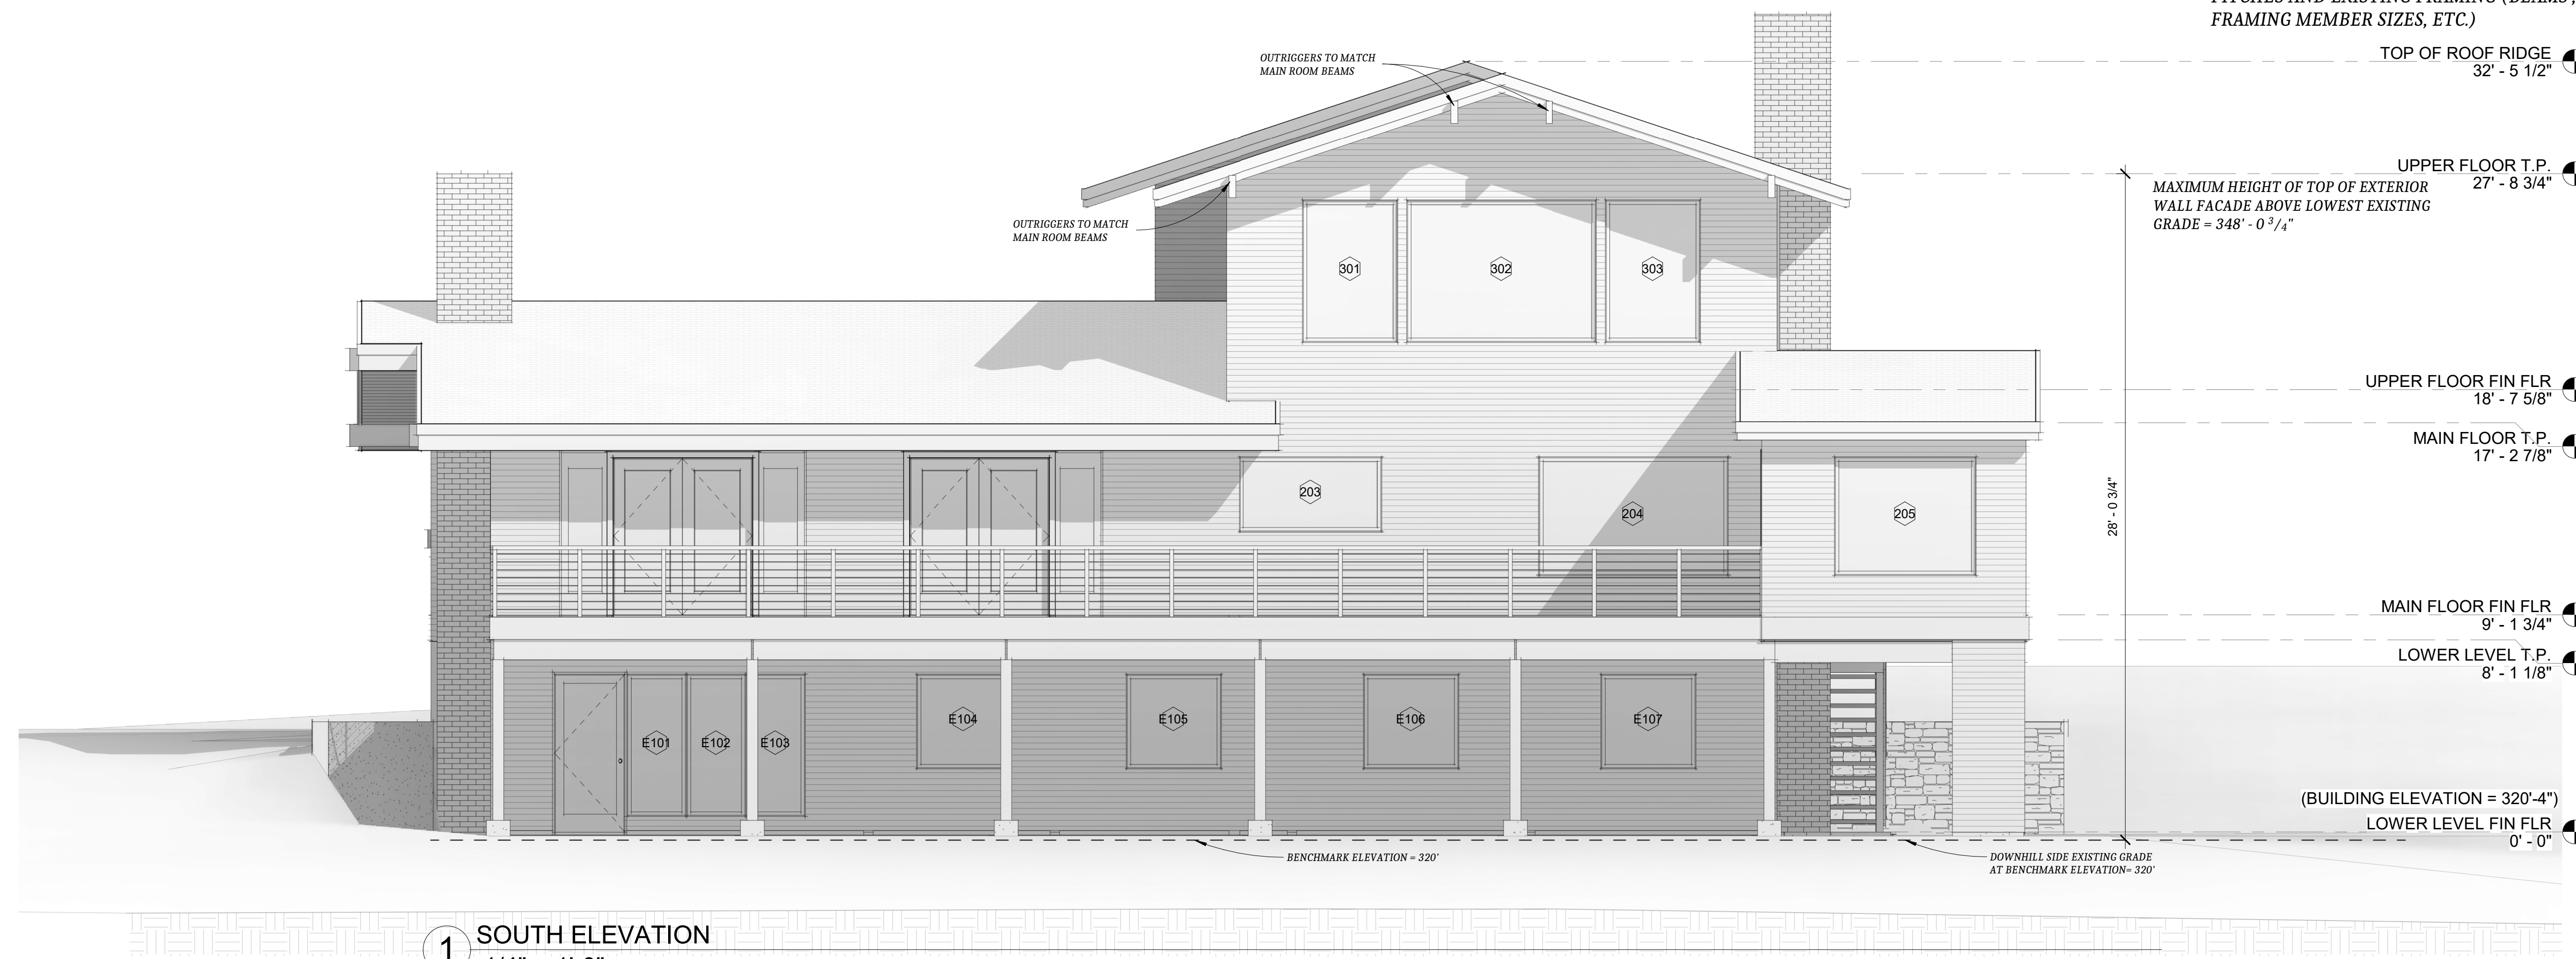 FRAMING MEMBER SIZES, ETC.)
TOP OF ROOF RIDGE
32' - 5 1/2"
OUTRIGGERS TO MATCH
MAIN ROOM BEAMS
UPPER FLOOR T.P.
27' - 8 3/4"
MAXIMUM HEIGHT OF TOP OF EXTERIOR
WALL FACADE ABOVE LOWEST EXISTING
GRADE = 348' - 0 3/4"
OUTRIGGERS TO MATCH
MAIN ROOM BEAMS
301
302
303
UPPER FLOOR FIN FLR
18' - 7 5/8"
MAIN FLOOR T.P.
17' - 2 7/8"
203
204
205
28' - 0 3/4"
MAIN FLOOR FIN FLR
9' - 1 3/4"
LOWER LEVEL T.P.
8' - 1 1/8"
E101
E102
E103
E104
E105
E106
E107
(BUILDING ELEVATION = 320'-4")
LOWER LEVEL FIN FLR
0' - 0"
BENCHMARK ELEVATION = 320'
DOWNHILL SIDE EXISTING GRADE
AT BENCHMARK ELEVATION= 320'
1
SOUTH ELEVATION